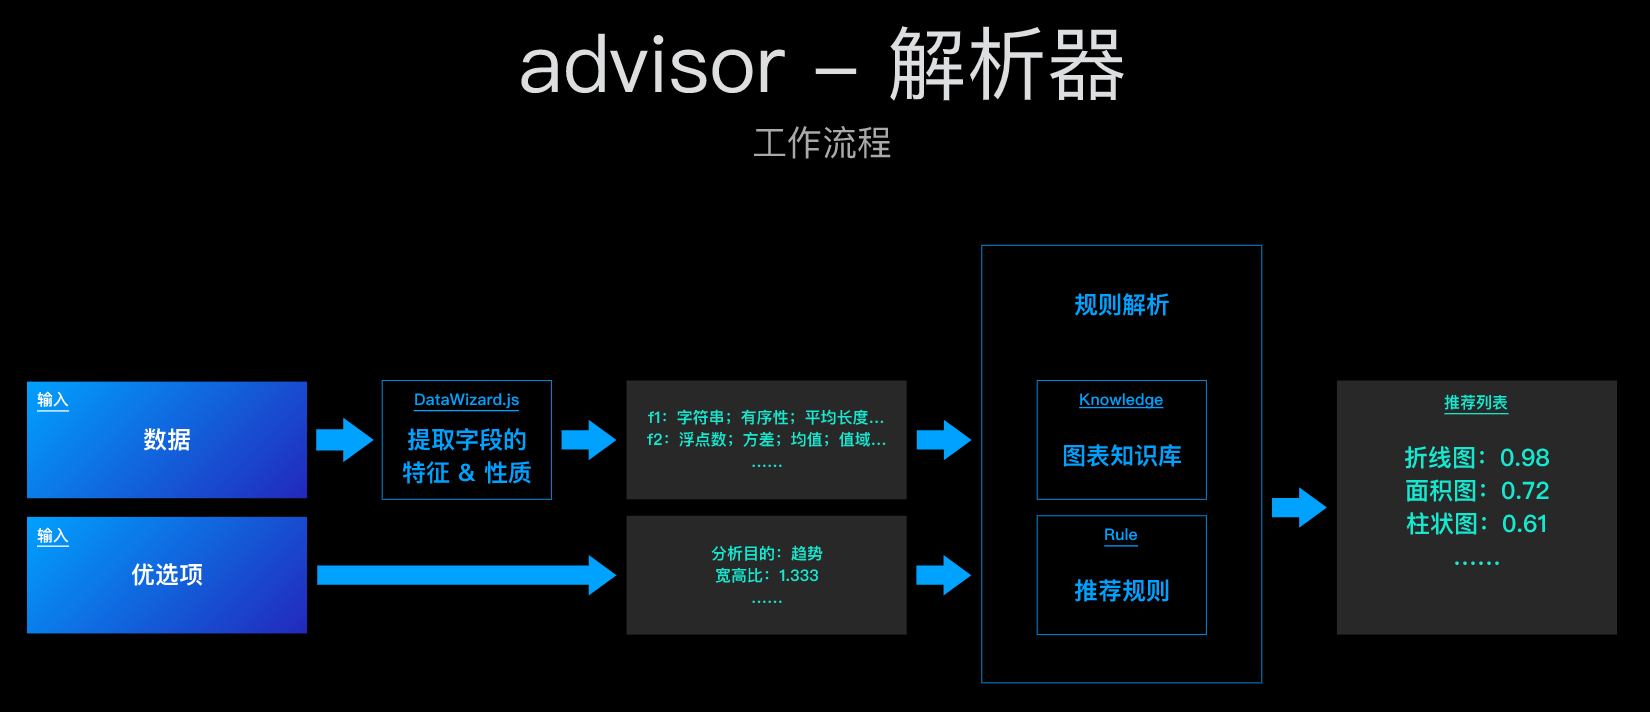 advisor – 解析器
工作流程
输入
数据
DataWizard.js
提取字段的
特征 & 性质
f1：字符串；有序性；平均长度...
f2：浮点数；方差；均值；值域...
......
输入
优选项
分析目的：趋势
宽高比：1.333
......
规则解析
Knowledge
图表知识库
Rule
推荐规则
推荐列表
折线图：0.98
面积图：0.72
柱状图：0.61
......